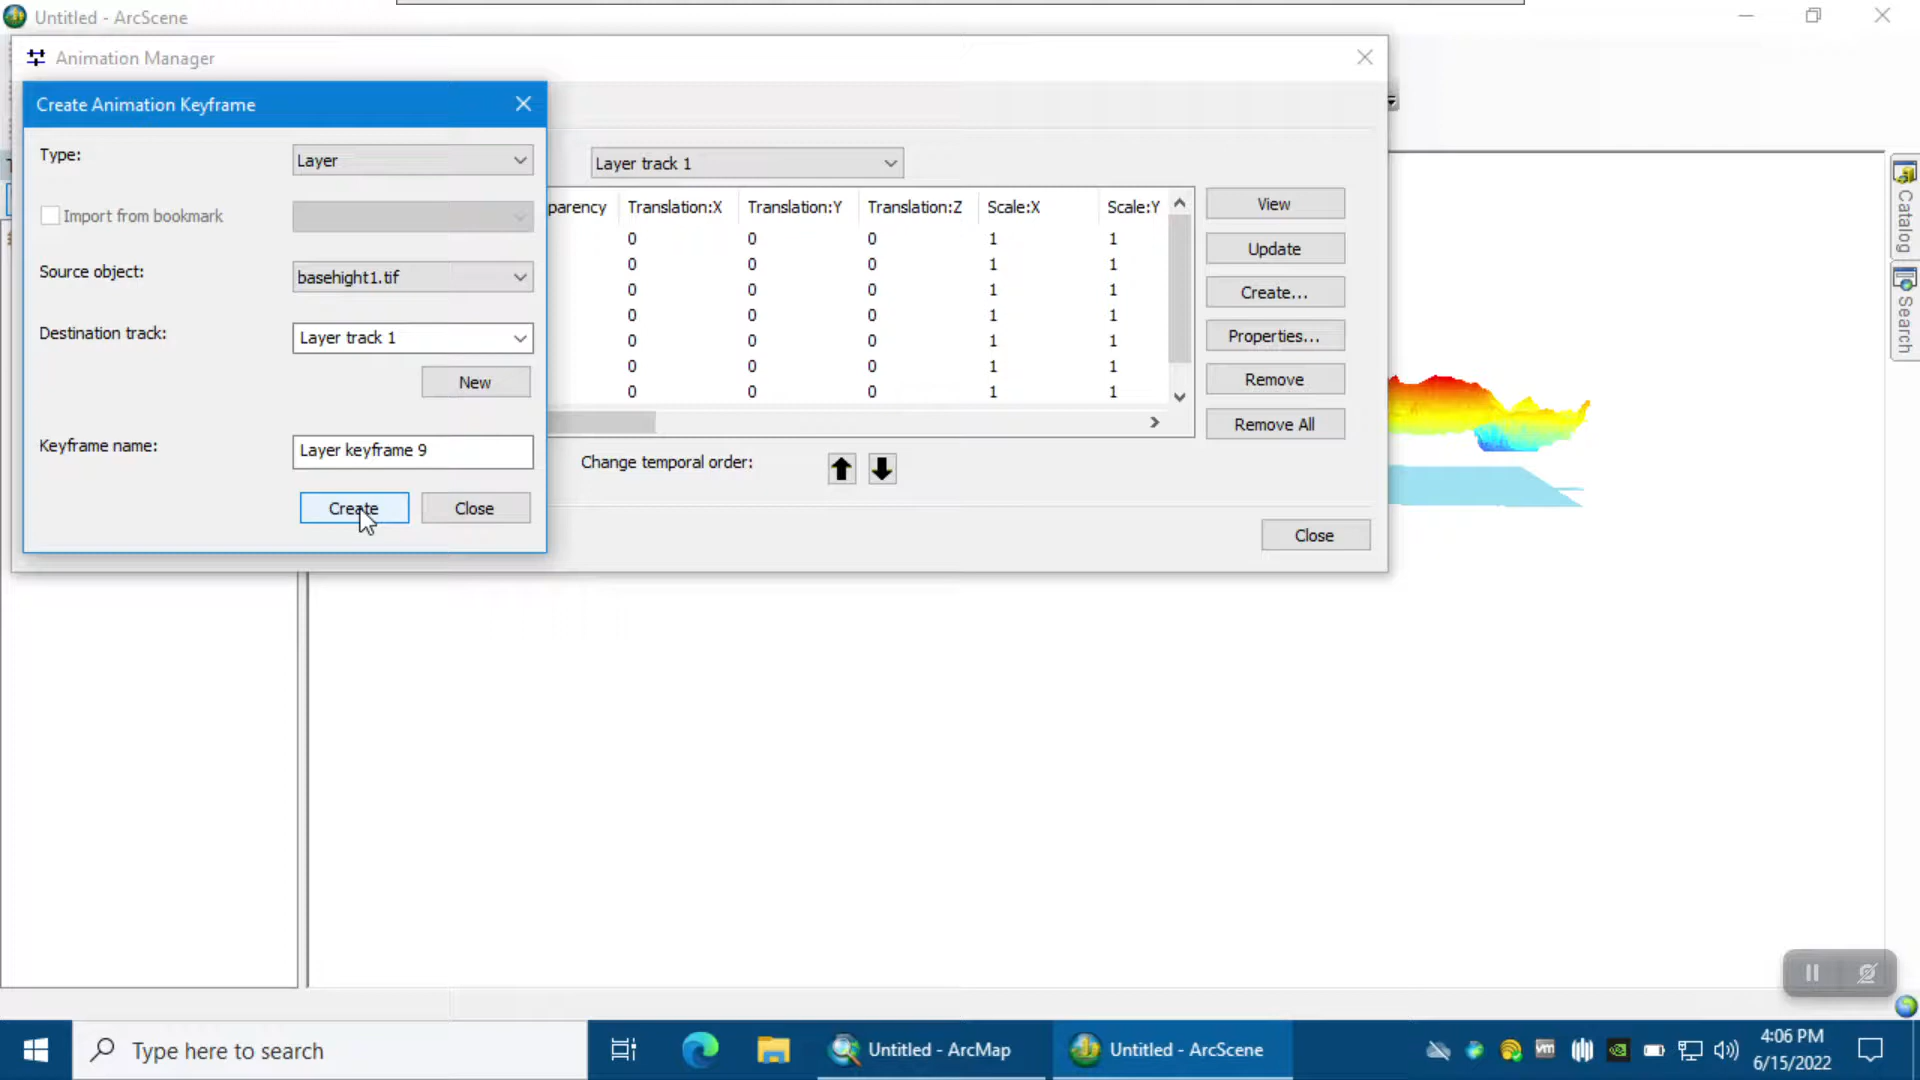 Untitled - ArcScene
Animation Manager
Create Animation Keyframe
Type:
Layer
Import from bookmark
Source object:
basehight1.tif
Destination track:
Layer track 1
New
Keyframe name:
Layer keyframe 9
Create
Close
Layer track 1
parency Translation:X Translation:Y Translation:Z Scale:X Scale:Y
0 0 0 1 1
0 0 0 1 1
0 0 0 1 1
0 0 0 1 1
0 0 0 1 1
0 0 0 1 1
0 0 0 1 1
View
Update
Create...
Properties...
Remove
Remove All
Change temporal order:
Close
Catalog
Search
Type here to search
Untitled - ArcMap
Untitled - ArcScene
vm
4:06 PM
6/15/2022